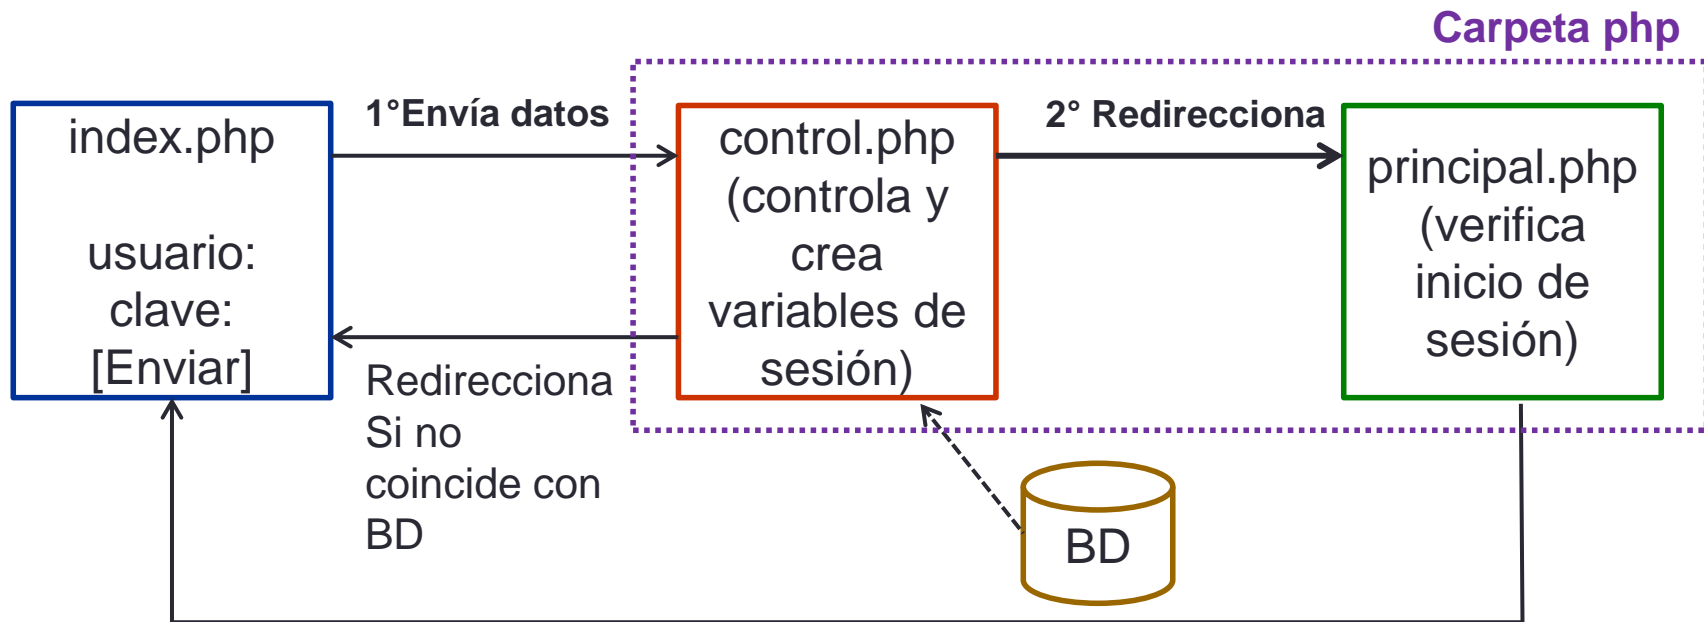 Carpeta php
index.php
usuario:
clave:
[Enviar]
1°Envía datos
control.php
(controla y
crea
variables de
sesión)
2° Redirecciona
principal.php
(verifica
inicio de
sesión)
Redirecciona
Si no
coincide con
BD
BD